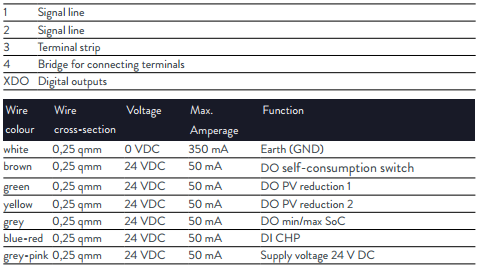 1 Signal line
2 Signal line
3 Terminal strip
4 Bridge for connecting terminals
XDO Digital outputs
Wire colour Wire cross-section Voltage Max. Amperage Function
white 0,25 qmm 0 VDC 350 mA Earth (GND)
brown 0,25 qmm 24 VDC 50 mA DO self-consumption switch
green 0,25 qmm 24 VDC 50 mA DO PV reduction 1
yellow 0,25 qmm 24 VDC 50 mA DO PV reduction 2
grey 0,25 qmm 24 VDC 50 mA DO min/max SoC
blue-red 0,25 qmm 24 VDC 50 mA DI CHP
grey-pink 0,25 qmm 24 VDC 50 mA Supply voltage 24 V DC